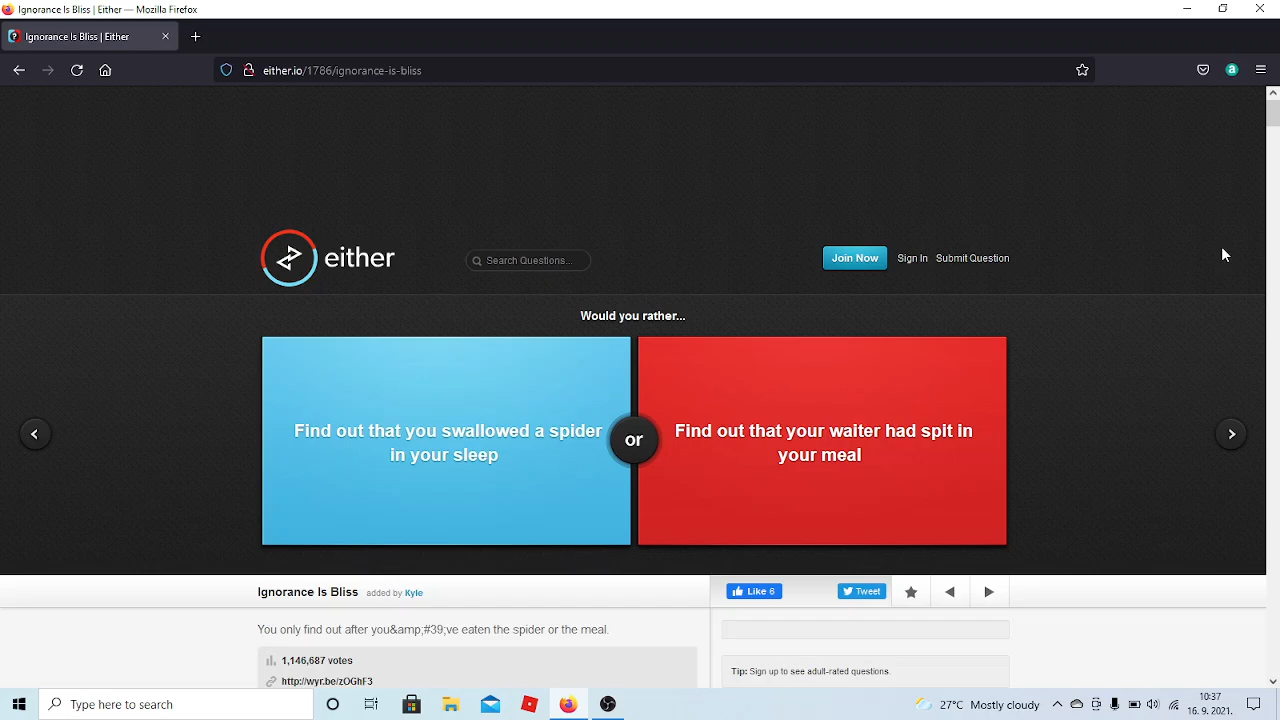 Ignorance Is Bliss | Either — Mozilla Firefox
Ignorance Is Bliss | Either
either.io/1786/ignorance-is-bliss
a
either
Search Questions...
Join Now
Sign In
Submit Question
Would you rather...
Find out that you swallowed a spider
in your sleep
or
Find out that your waiter had spit in
your meal
Ignorance Is Bliss added by Kyle
Like 6
Tweet
You only find out after you&amp;#39;ve eaten the spider or the meal.
1,146,687 votes
http://wyr.be/zOGhF3
Tip: Sign up to see adult-rated questions.
Type here to search
27°C Mostly cloudy
10:37
16. 9. 2021.